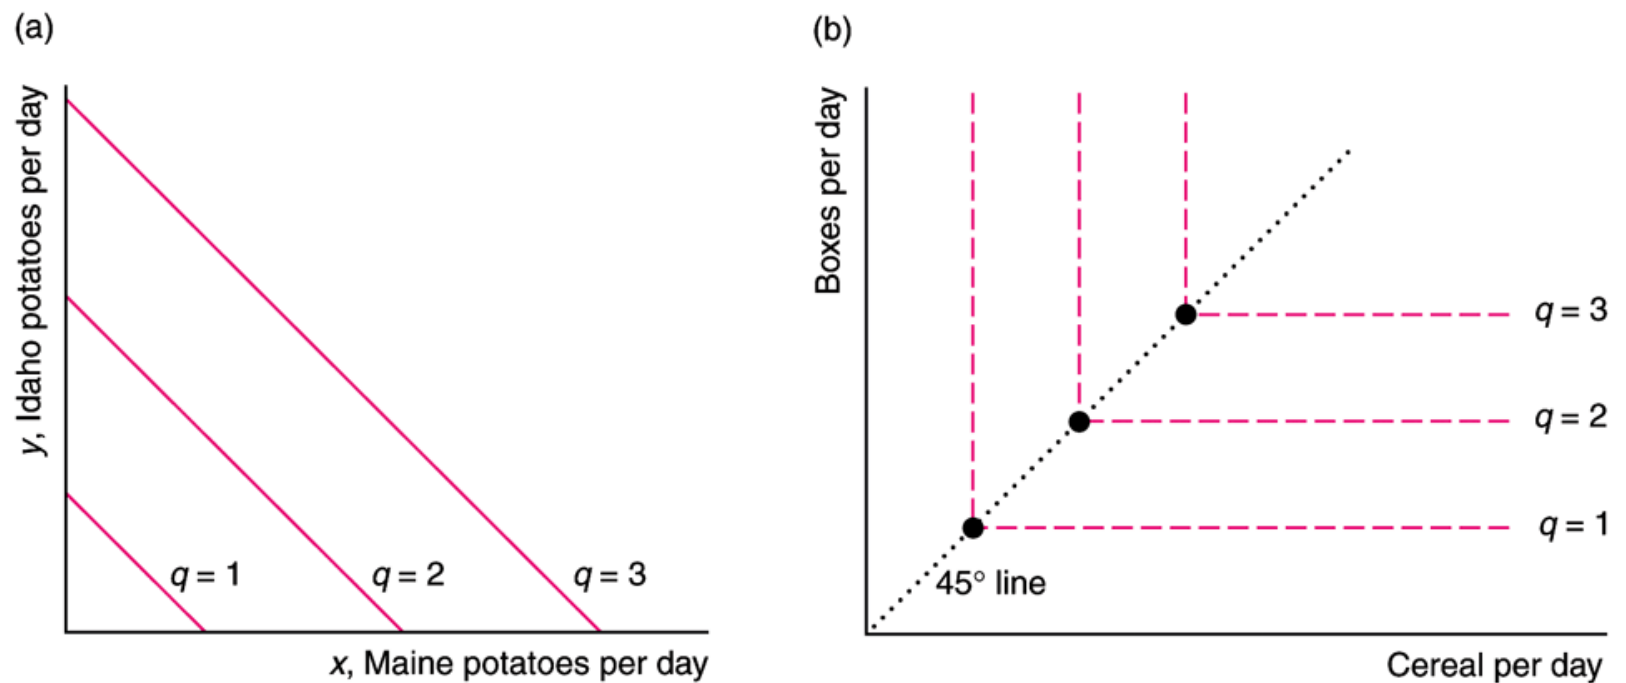 (a)
y, Idaho potatoes per day
q = 1
q = 2
q = 3
x, Maine potatoes per day
(b)
Boxes per day
q = 3
q = 2
q = 1
45° line
Cereal per day